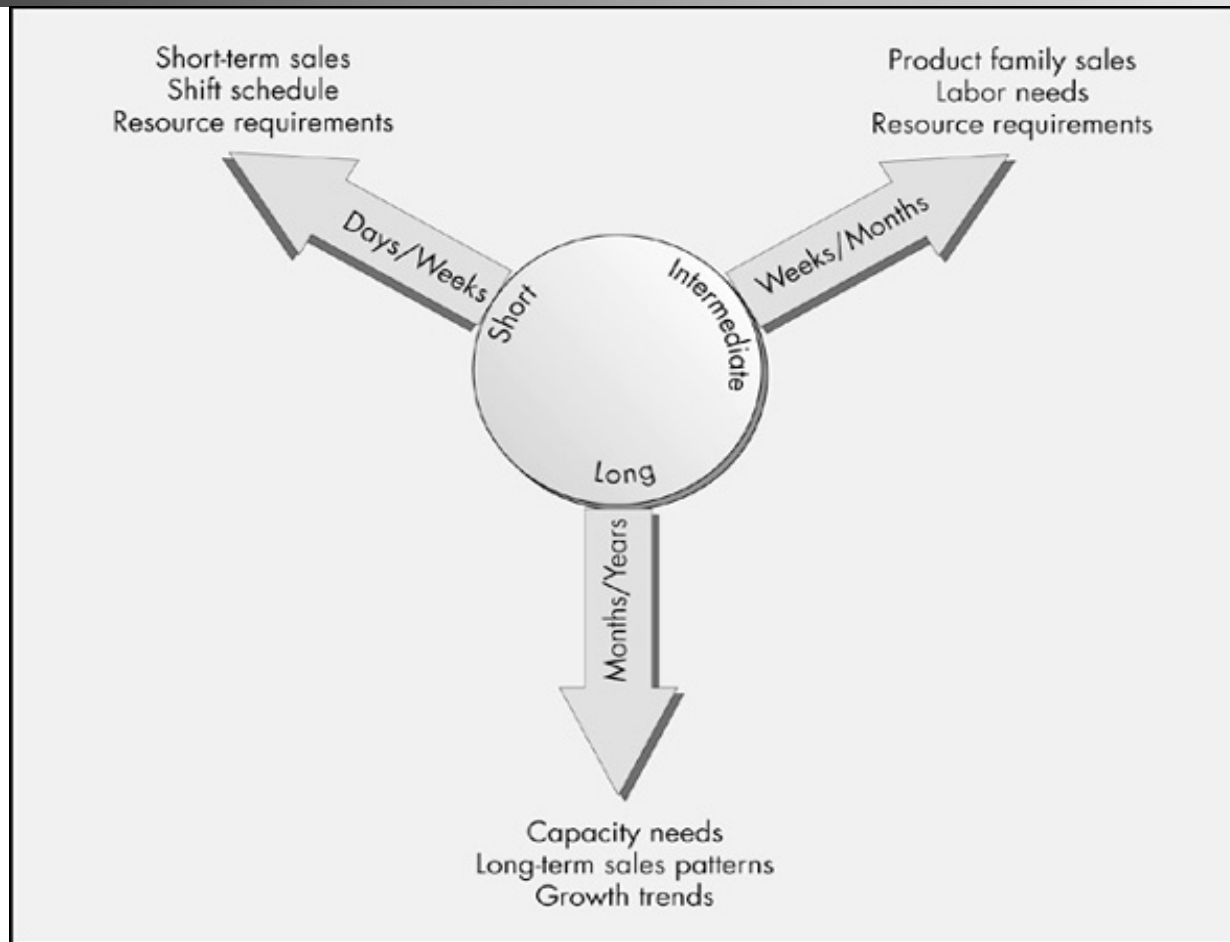 Short-term sales
Shift schedule
Resource requirements
Product family sales
Labor needs
Resource requirements
Days/Weeks
Weeks/Months
Short
Intermediate
Long
Months/Years
Capacity needs
Long-term sales patterns
Growth trends